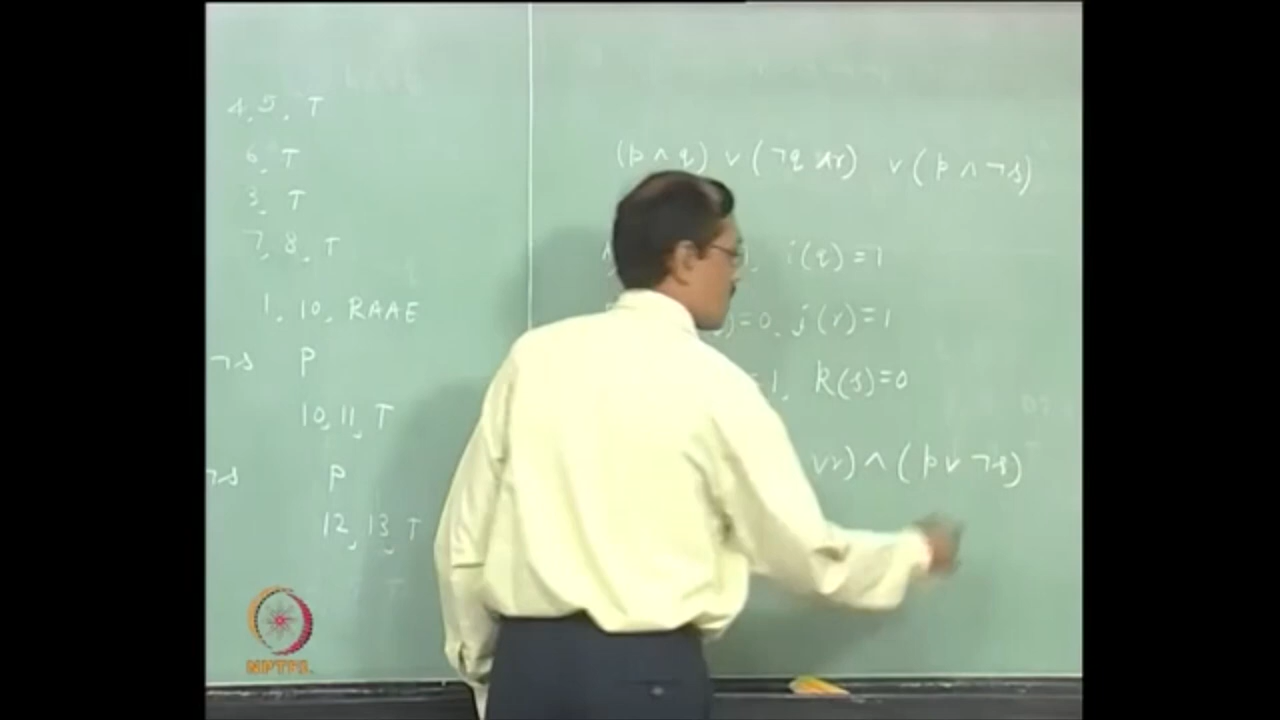 4, 5, T
6, T
3, T
7, 8, T
1, 10, RAAE
¬s P
10, 11, T
¬s P
12, 13, T
(p ∧ q) ∨ (¬q ∧ r) ∨ (p ∧ ¬s)
i(q) = 1
)=0, j(r)=1
=1, k(s)=0
∨r) ∧ (p ∨ ¬s)
NPTEL